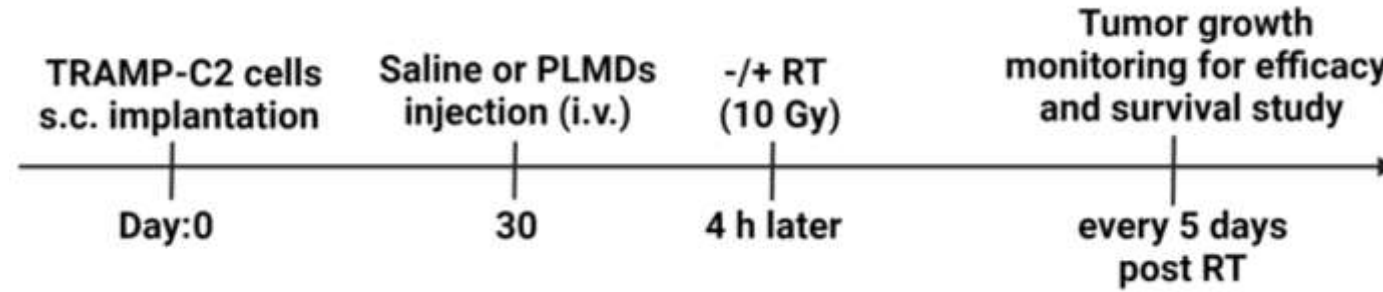 TRAMP-C2 cells
s.c. implantation
Saline or PLMDs
injection (i.v.)
-/+ RT
(10 Gy)
Tumor growth
monitoring for efficacy
and survival study
Day:0
30
4 h later
every 5 days
post RT